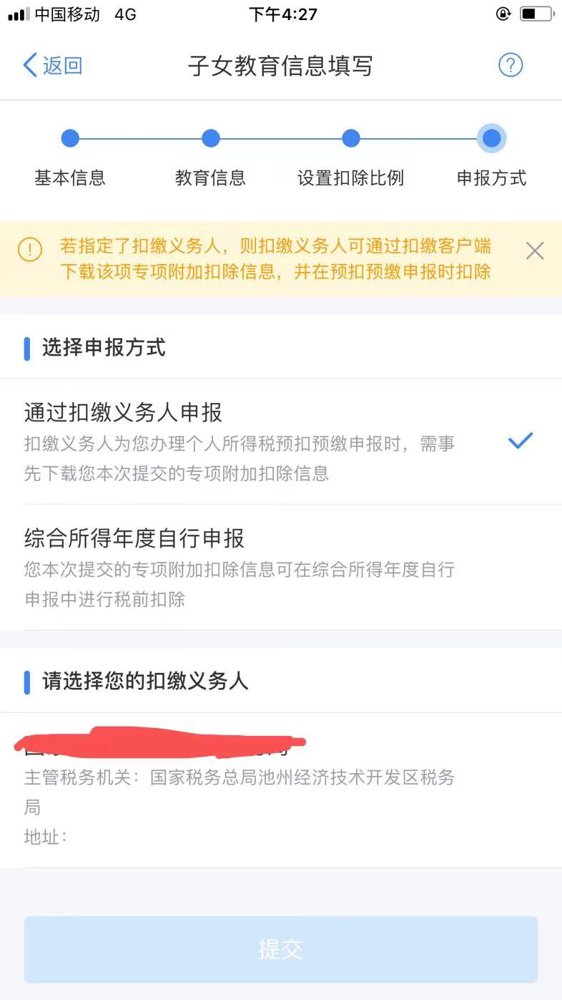 中国移动 4G 下午4:27
返回 子女教育信息填写 ?
基本信息 教育信息 设置扣除比例 申报方式
若指定了扣缴义务人，则扣缴义务人可通过扣缴客户端
下载该项专项附加扣除信息，并在预扣预缴申报时扣除
选择申报方式
通过扣缴义务人申报
扣缴义务人为您办理个人所得税预扣预缴申报时，需事
先下载您本次提交的专项附加扣除信息
综合所得年度自行申报
您本次提交的专项附加扣除信息可在综合所得年度自行
申报中进行税前扣除
请选择您的扣缴义务人
主管税务机关：国家税务总局池州经济技术开发区税务
局
地址：
提交